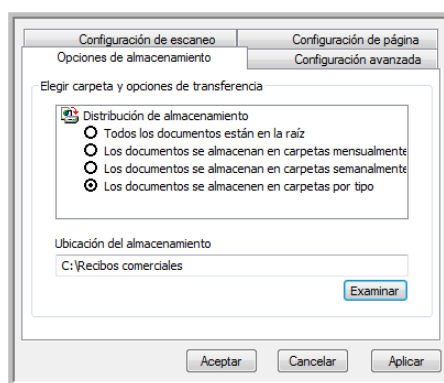 Configuración de escaneo
Configuración de página
Opciones de almacenamiento
Configuración avanzada
Elegir carpeta y opciones de transferencia
Distribución de almacenamiento
Todos los documentos están en la raíz
Los documentos se almacenan en carpetas mensualmente
Los documentos se almacenan en carpetas semanalmente
Los documentos se almacenen en carpetas por tipo
Ubicación del almacenamiento
C:\Recibos comerciales
Examinar
Aceptar
Cancelar
Aplicar